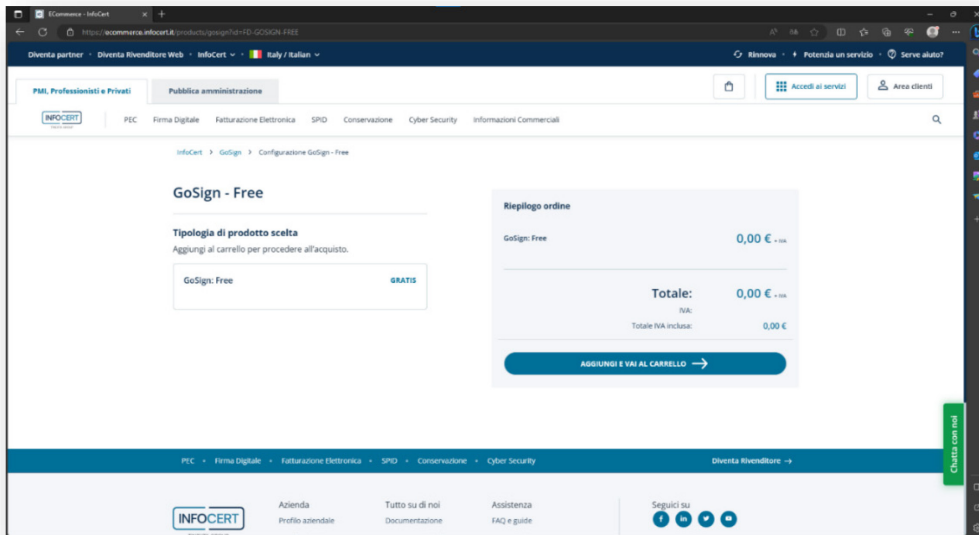 ECommerce - InfoCert
https://ecommerce.infocert.it/products/gosign?id=FD-GOSIGN-FREE
Diventa partner • Diventa Rivenditore Web • InfoCert • Italy / Italian
Rinnova • Potenzia un servizio • Serve aiuto?
PMI, Professionisti e Privati
Pubblica amministrazione
Accedi ai servizi
Area clienti
INFOCERT
PEC Firma Digitale Fatturazione Elettronica SPID Conservazione Cyber Security Informazioni Commerciali
InfoCert > GoSign > Configurazione GoSign - Free
GoSign - Free
Tipologia di prodotto scelta
Aggiungi al carrello per procedere all'acquisto.
GoSign: Free GRATIS
Riepilogo ordine
GoSign: Free 0,00 € + IVA
Totale: 0,00 € + IVA
IVA:
Totale IVA inclusa: 0,00 €
AGGIUNGI E VAI AL CARRELLO →
Chatta con noi
PEC • Firma Digitale • Fatturazione Elettronica • SPID • Conservazione • Cyber Security
Diventa Rivenditore →
INFOCERT
Azienda
Profilo aziendale
Tutto su di noi
Documentazione
Assistenza
FAQ e guide
Seguici su